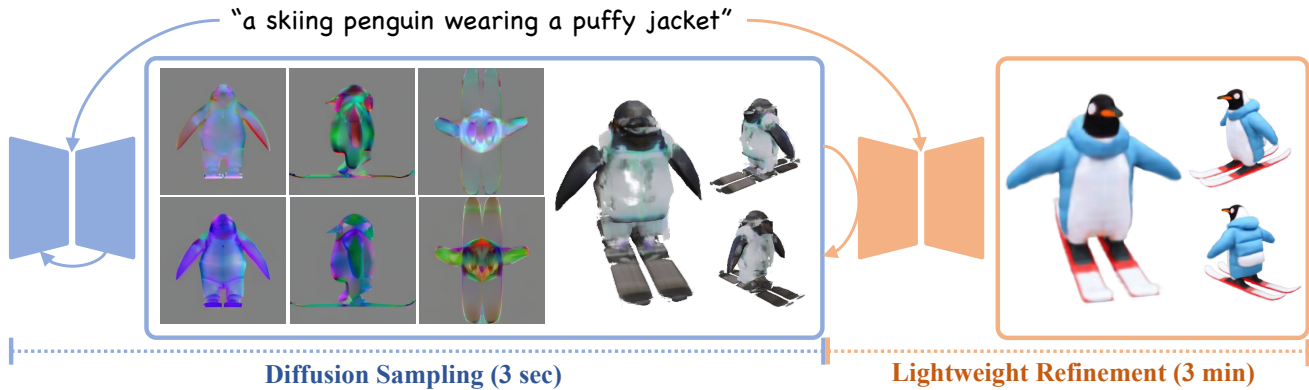 “a skiing penguin wearing a puffy jacket”
Diffusion Sampling (3 sec)
Lightweight Refinement (3 min)